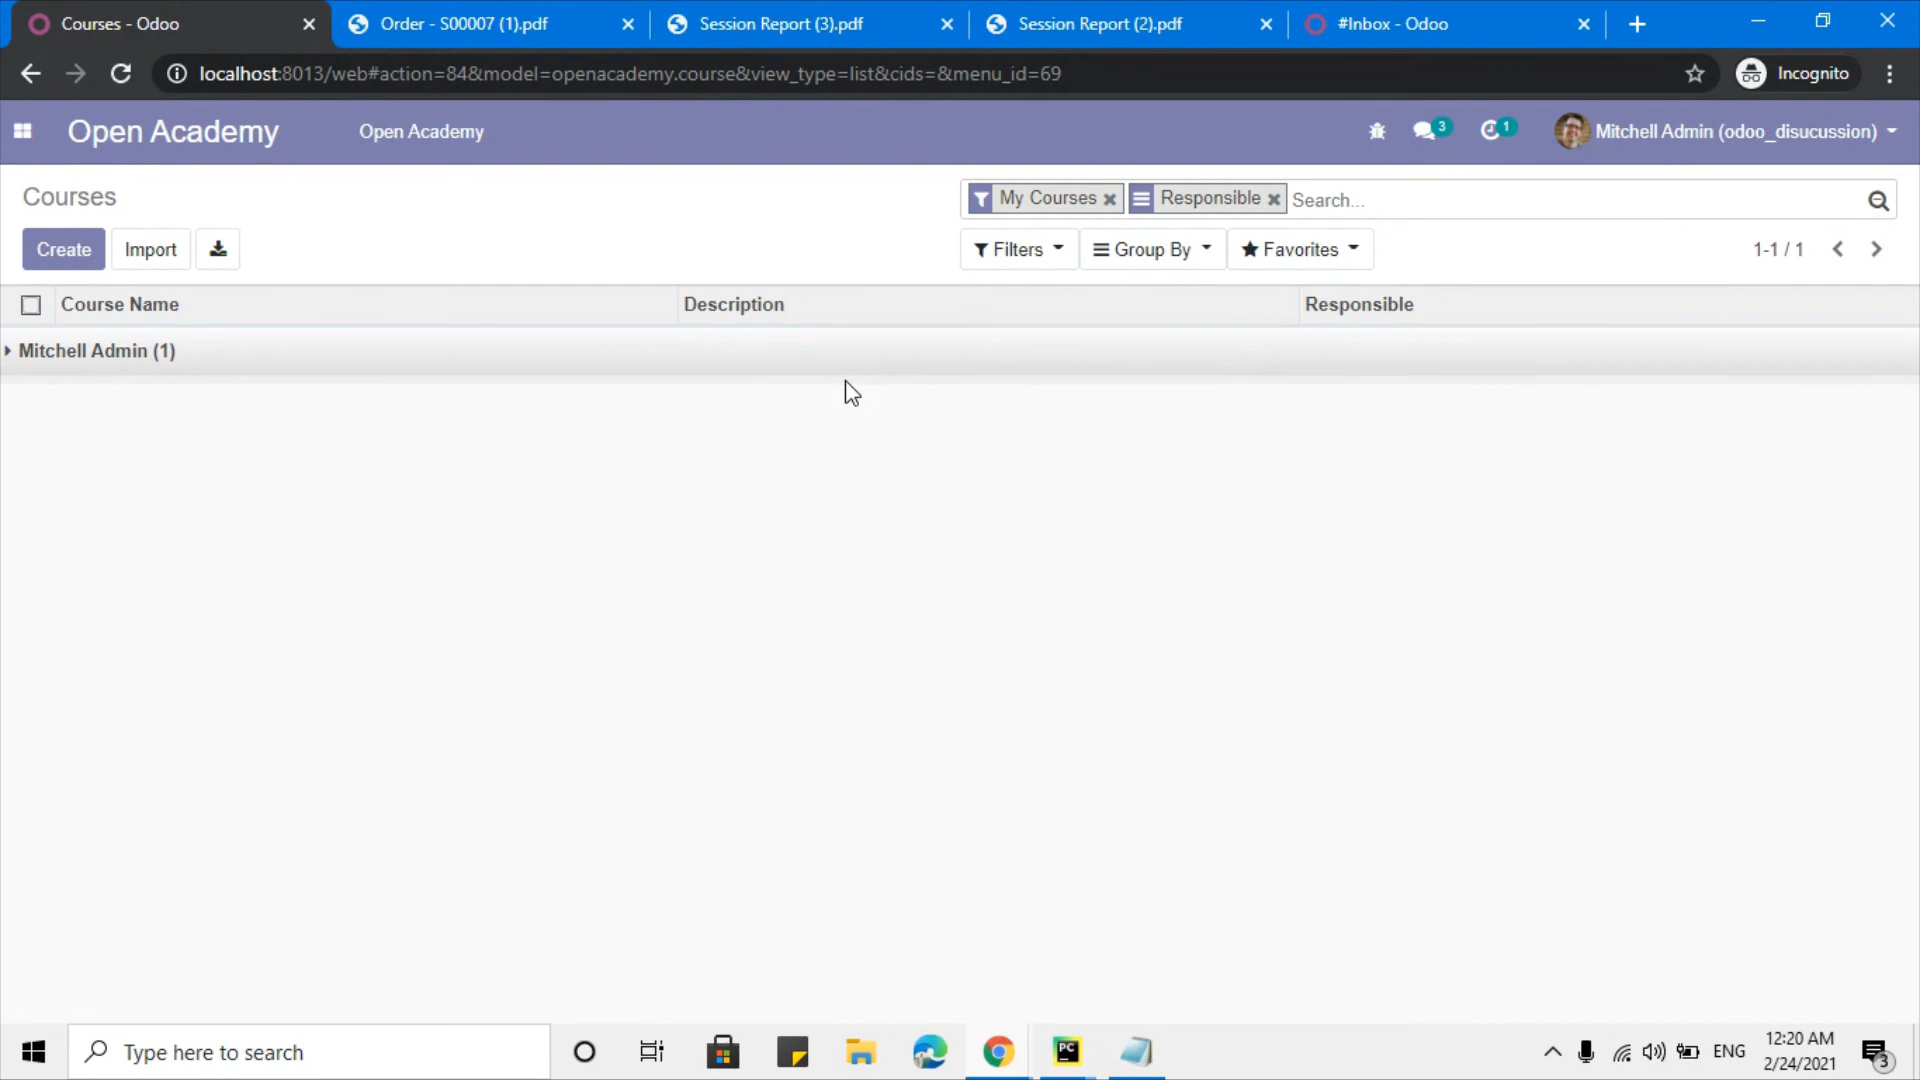 Courses - Odoo
Order - S00007 (1).pdf
Session Report (3).pdf
Session Report (2).pdf
#Inbox - Odoo
localhost:8013/web#action=84&model=openacademy.course&view_type=list&cids=&menu_id=69
Incognito
Open Academy
Open Academy
3
1
Mitchell Admin (odoo_disucussion)
Courses
My Courses
Responsible
Search...
Create
Import
Filters
Group By
Favorites
1-1 / 1
Course Name
Description
Responsible
Mitchell Admin (1)
Type here to search
PC
ENG
12:20 AM
2/24/2021
3